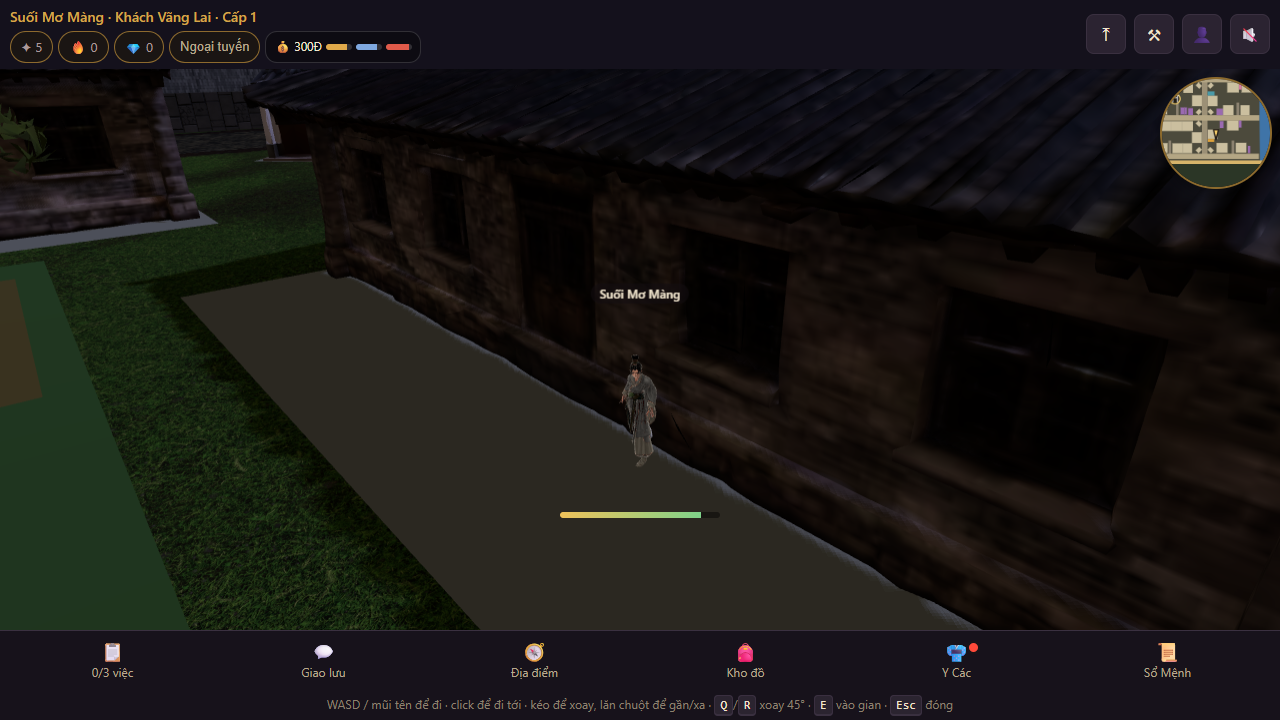 Suối Mơ Màng · Khách Vãng Lai · Cấp 1
5
0
0
Ngoại tuyến
300Đ
Suối Mơ Màng
0/3 việc
Giao lưu
Địa điểm
Kho đồ
Y Các
Sổ Mệnh
WASD / mũi tên để đi · click để đi tới · kéo để xoay, lăn chuột để gần/xa · Q / R xoay 45° · E vào gian · Esc đóng